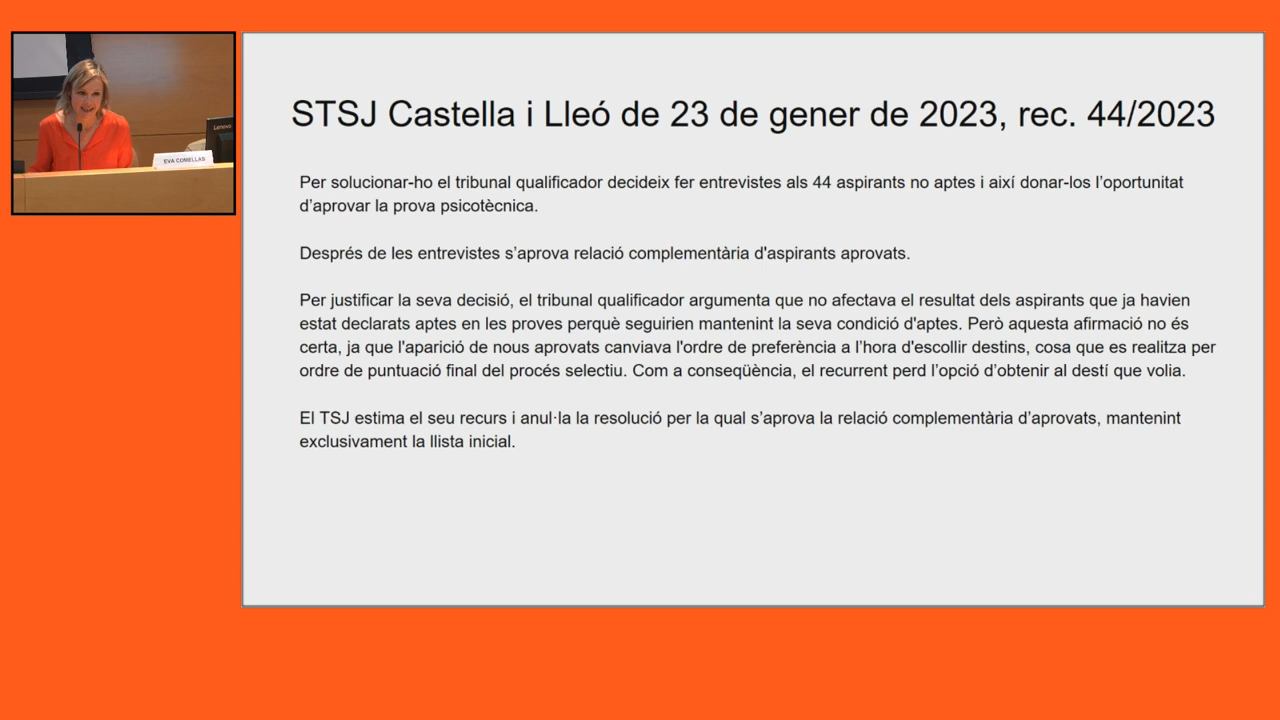 STSJ Castella i Lleó de 23 de gener de 2023, rec. 44/2023
Per solucionar-ho el tribunal qualificador decideix fer entrevistes als 44 aspirants no aptes i així donar-los l’oportunitat
d’aprovar la prova psicotècnica.
Després de les entrevistes s’aprova relació complementària d'aspirants aprovats.
Per justificar la seva decisió, el tribunal qualificador argumenta que no afectava el resultat dels aspirants que ja havien
estat declarats aptes en les proves perquè seguirien mantenint la seva condició d'aptes. Però aquesta afirmació no és
certa, ja que l'aparició de nous aprovats canviava l'ordre de preferència a l’hora d'escollir destins, cosa que es realitza per
ordre de puntuació final del procés selectiu. Com a conseqüència, el recurrent perd l’opció d’obtenir al destí que volia.
El TSJ estima el seu recurs i anul·la la resolució per la qual s’aprova la relació complementària d’aprovats, mantenint
exclusivament la llista inicial.
EVA COMELLAS
Lenovo